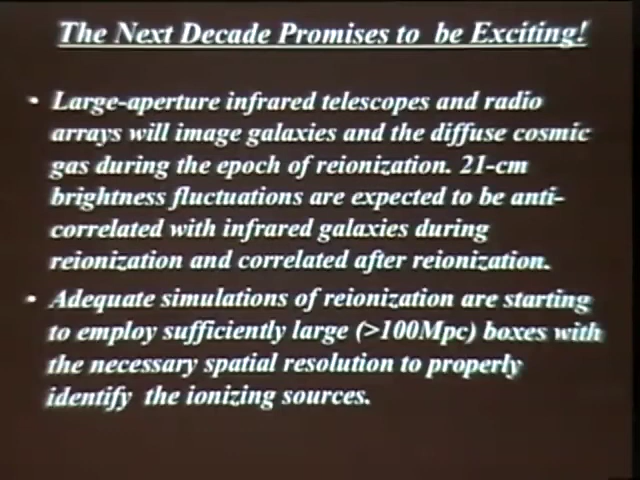 The Next Decade Promises to be Exciting!
• Large-aperture infrared telescopes and radio
arrays will image galaxies and the diffuse cosmic
gas during the epoch of reionization. 21-cm
brightness fluctuations are expected to be anti-
correlated with infrared galaxies during
reionization and correlated after reionization.
• Adequate simulations of reionization are starting
to employ sufficiently large (>100Mpc) boxes with
the necessary spatial resolution to properly
identify the ionizing sources.